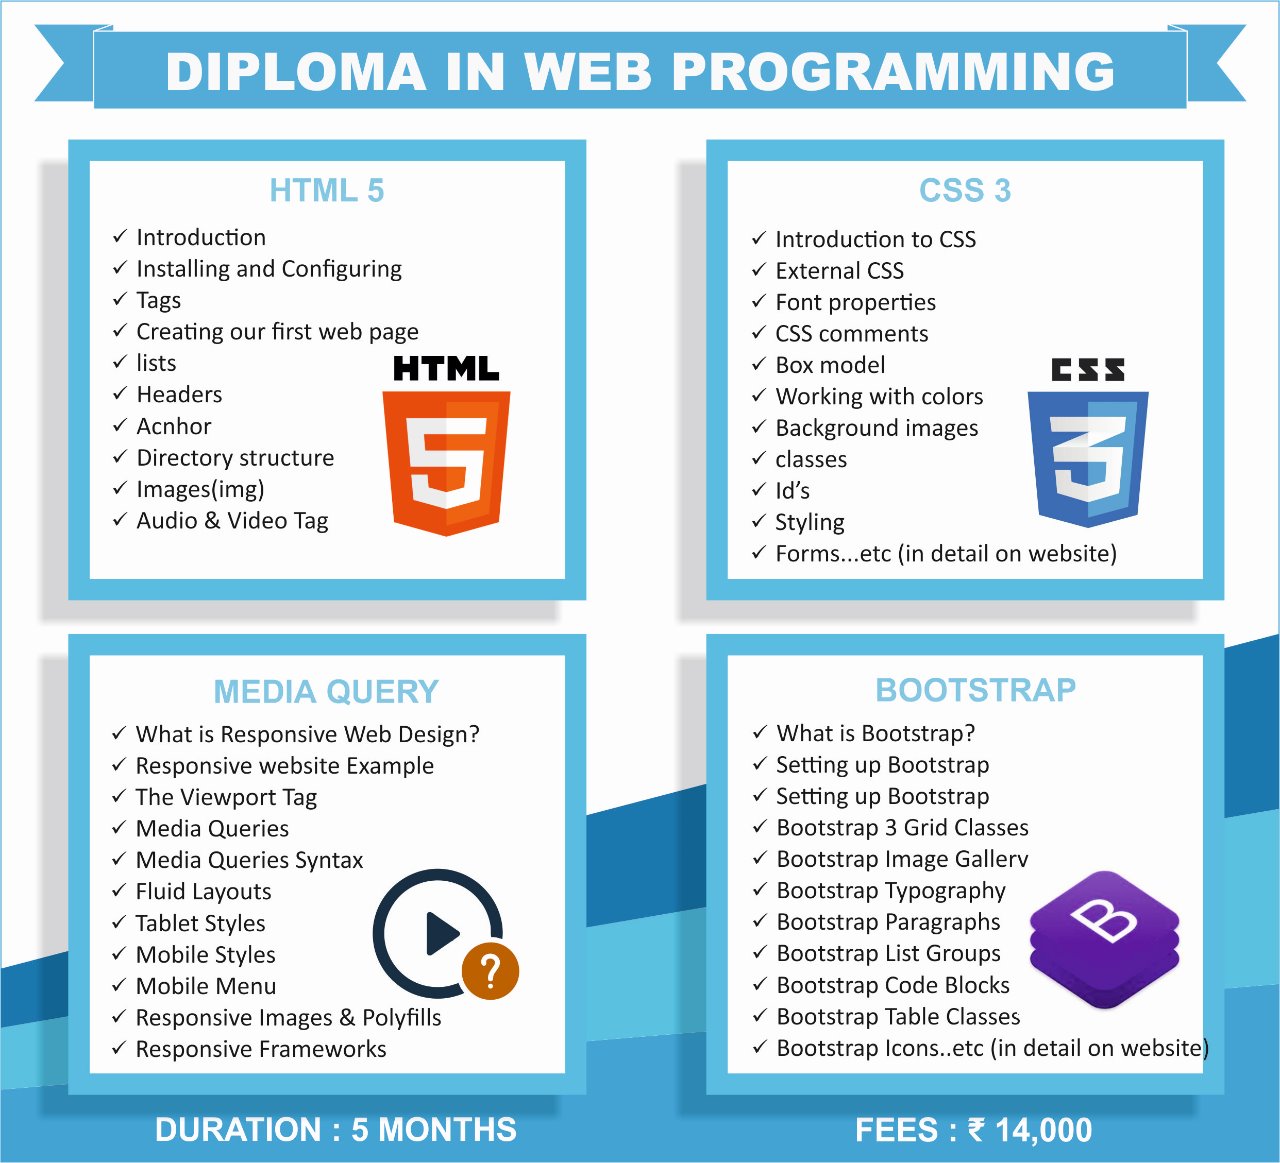 DIPLOMA IN WEB PROGRAMMING
HTML 5
✓ Introduction
✓ Installing and Configuring
✓ Tags
✓ Creating our first web page
✓ lists
✓ Headers
✓ Acnhor
✓ Directory structure
✓ Images(img)
✓ Audio & Video Tag
HTML
5
CSS 3
✓ Introduction to CSS
✓ External CSS
✓ Font properties
✓ CSS comments
✓ Box model
✓ Working with colors
✓ Background images
✓ classes
✓ Id's
✓ Styling
✓ Forms...etc (in detail on website)
CSS
3
MEDIA QUERY
✓ What is Responsive Web Design?
✓ Responsive website Example
✓ The Viewport Tag
✓ Media Queries
✓ Media Queries Syntax
✓ Fluid Layouts
✓ Tablet Styles
✓ Mobile Styles
✓ Mobile Menu
✓ Responsive Images & Polyfills
✓ Responsive Frameworks
?
BOOTSTRAP
✓ What is Bootstrap?
✓ Setting up Bootstrap
✓ Setting up Bootstrap
✓ Bootstrap 3 Grid Classes
✓ Bootstrap Image Gallery
✓ Bootstrap Typography
✓ Bootstrap Paragraphs
✓ Bootstrap List Groups
✓ Bootstrap Code Blocks
✓ Bootstrap Table Classes
✓ Bootstrap Icons..etc (in detail on website)
B
DURATION : 5 MONTHS
FEES : ₹ 14,000